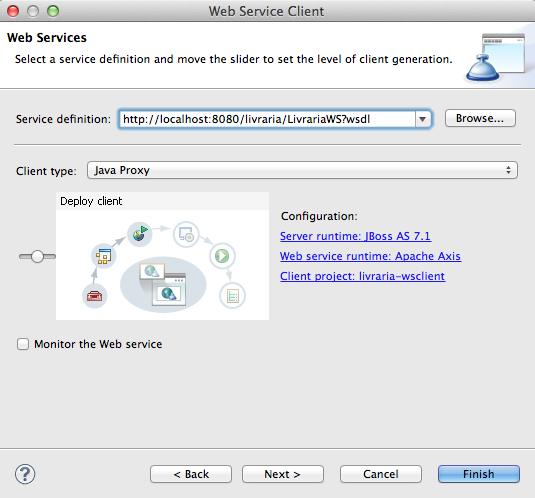 Web Service Client
Web Services
Select a service definition and move the slider to set the level of client generation.
Service definition: http://localhost:8080/livraria/LivrariaWS?wsdl Browse...
Client type: Java Proxy
Deploy client
Configuration:
Server runtime: JBoss AS 7.1
Web service runtime: Apache Axis
Client project: livraria-wsclient
Monitor the Web service
? < Back Next > Cancel Finish